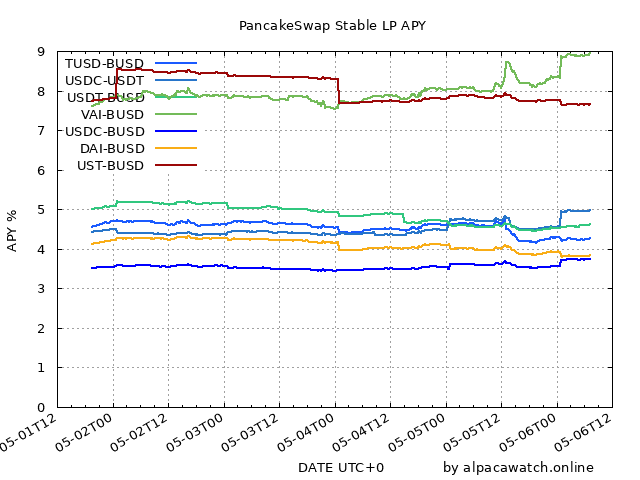 PancakeSwap Stable LP APY
9
8
7
6
5
4
3
2
1
0
APY %
TUSD-BUSD
USDC-USDT
USDT-BUSD
VAI-BUSD
USDC-BUSD
DAI-BUSD
UST-BUSD
05-01T12
05-02T00
05-02T12
05-03T00
05-03T12
05-04T00
05-04T12
05-05T00
05-05T12
05-06T00
05-06T12
DATE UTC+0
by alpacawatch.online